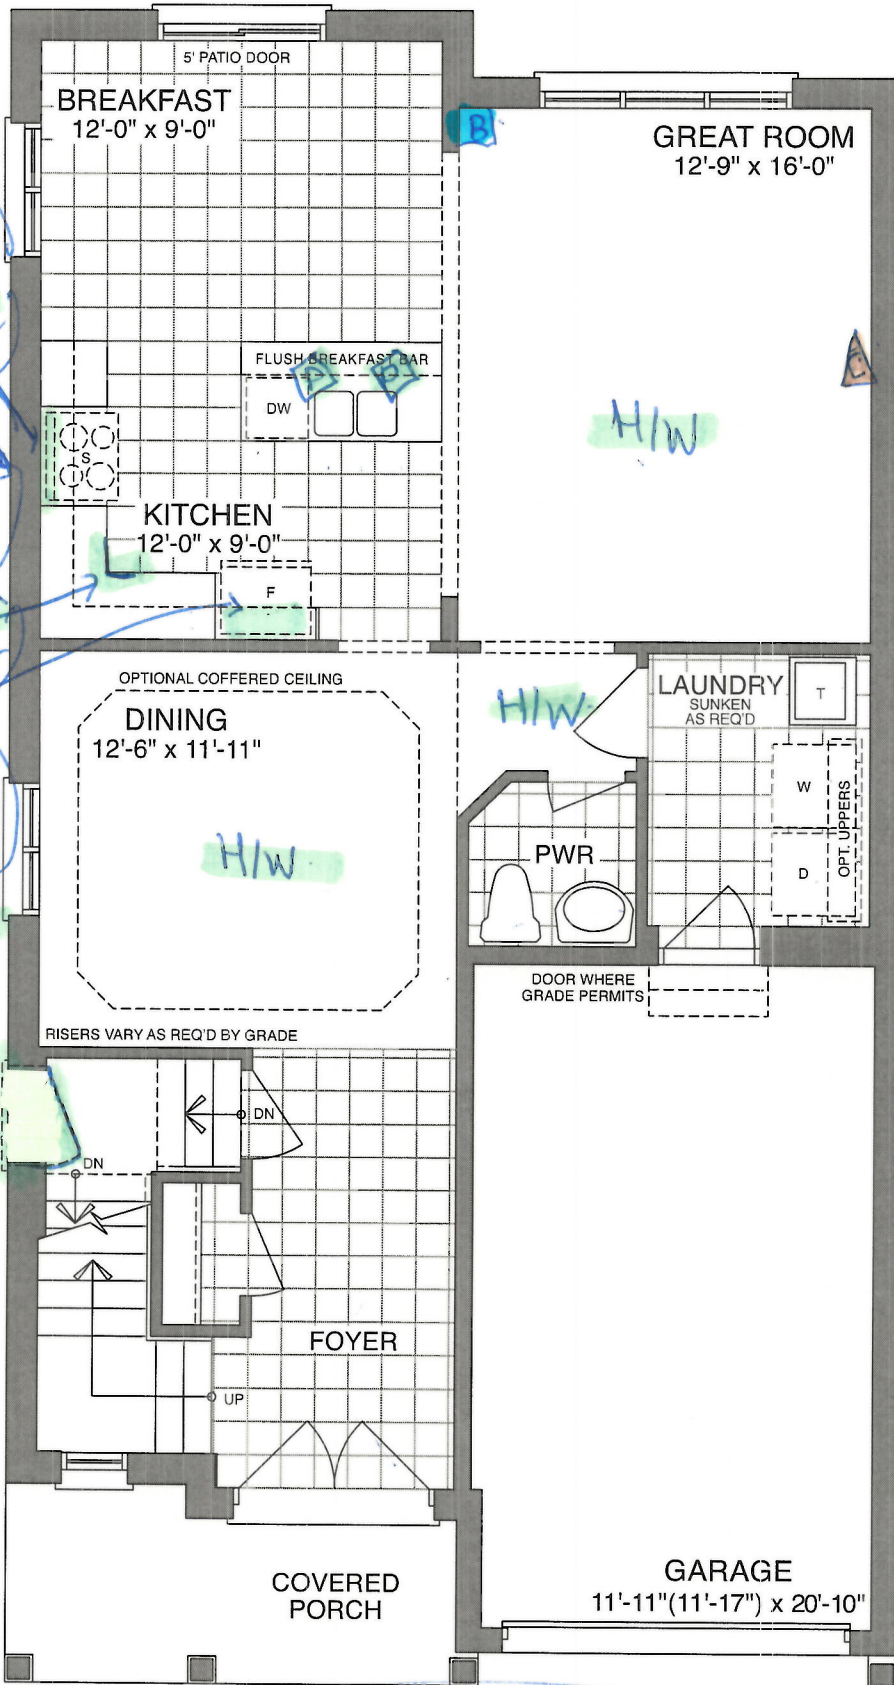 5' PATIO DOOR
BREAKFAST
12'-0" x 9'-0"
B
GREAT ROOM
12'-9" x 16'-0"
FLUSH BREAKFAST BAR
DW
C
H/W
S
KITCHEN
12'-0" x 9'-0"
F
OPTIONAL COFFERED CEILING
DINING
12'-6" x 11'-11"
H/W
LAUNDRY
SUNKEN
AS REQ'D
T
W
D
OPT. UPPERS
PWR
H/W
DOOR WHERE
GRADE PERMITS
RISERS VARY AS REQ'D BY GRADE
DN
DN
FOYER
UP
COVERED
PORCH
GARAGE
11'-11"(11'-17") x 20'-10"